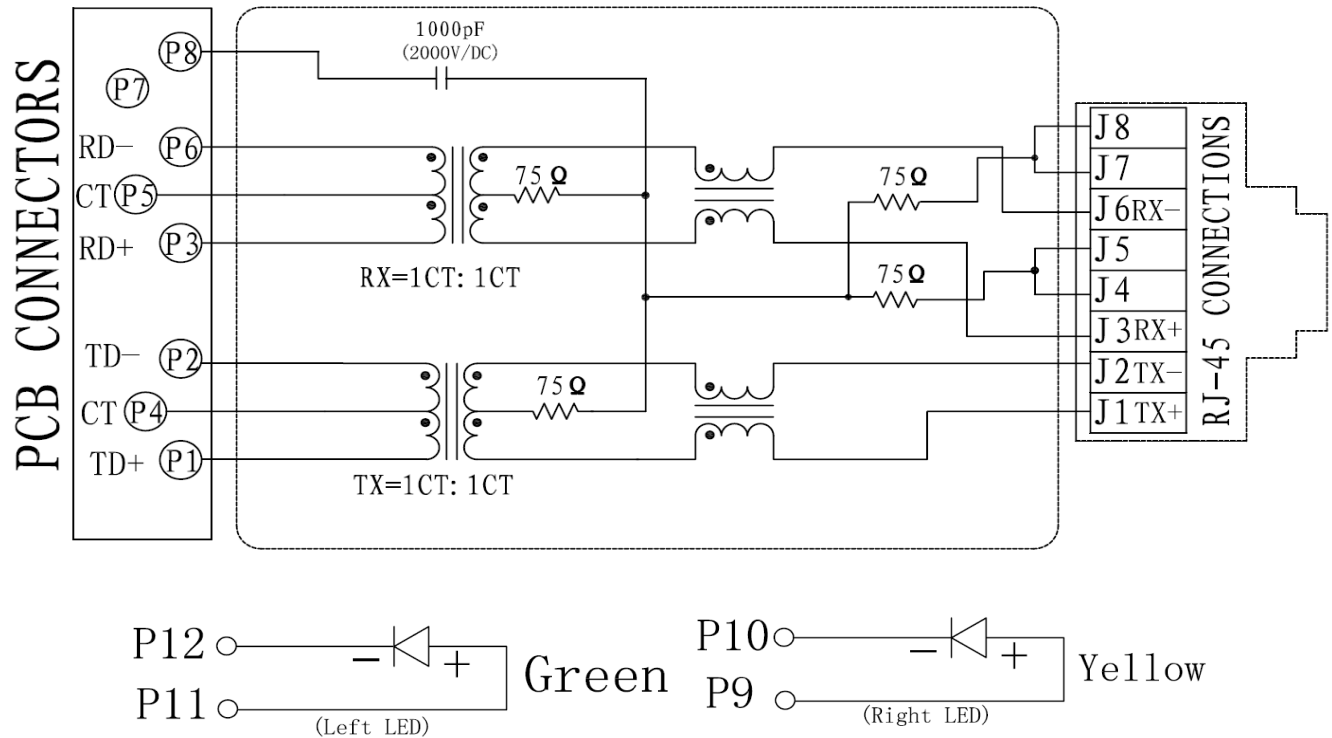 PCB CONNECTORS
P8
P7
RD- P6
CT P5
RD+ P3
TD- P2
CT P4
TD+ P1
1000pF
(2000V/DC)
75Ω
RX=1CT: 1CT
75Ω
TX=1CT: 1CT
75Ω
75Ω
J8
J7
J6RX-
J5
J4
J3RX+
J2TX-
J1TX+
RJ-45 CONNECTIONS
P12
- +
P11
(Left LED)
Green
P10
- +
P9
(Right LED)
Yellow